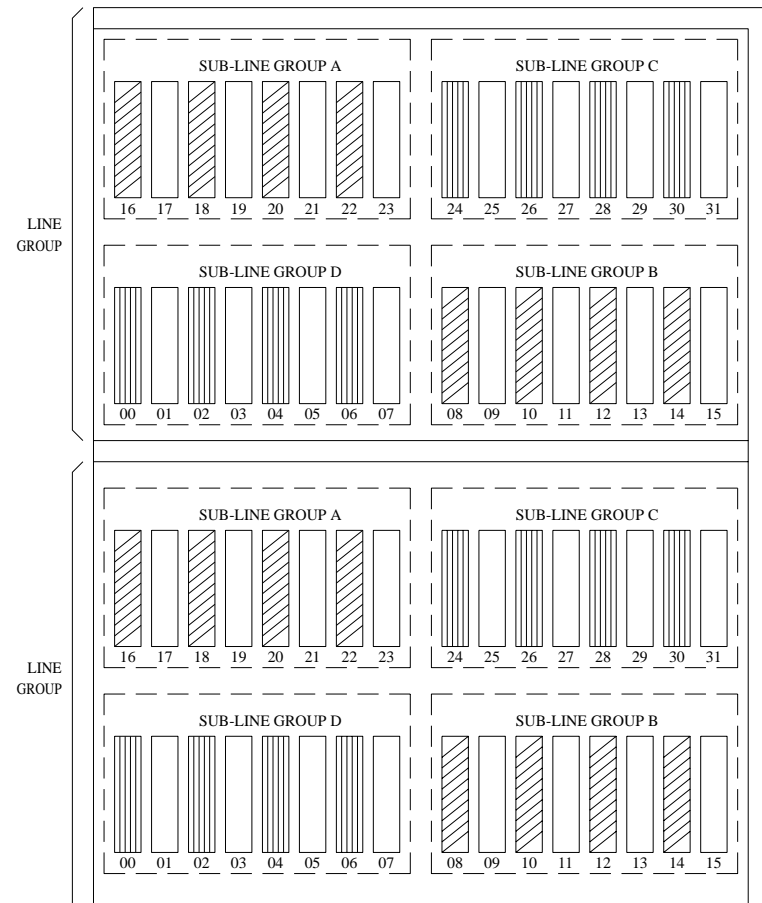 SUB-LINE GROUP A
SUB-LINE GROUP C
16 17 18 19 20 21 22 23
24 25 26 27 28 29 30 31
LINE
GROUP
SUB-LINE GROUP D
SUB-LINE GROUP B
00 01 02 03 04 05 06 07
08 09 10 11 12 13 14 15
SUB-LINE GROUP A
SUB-LINE GROUP C
16 17 18 19 20 21 22 23
24 25 26 27 28 29 30 31
LINE
GROUP
SUB-LINE GROUP D
SUB-LINE GROUP B
00 01 02 03 04 05 06 07
08 09 10 11 12 13 14 15